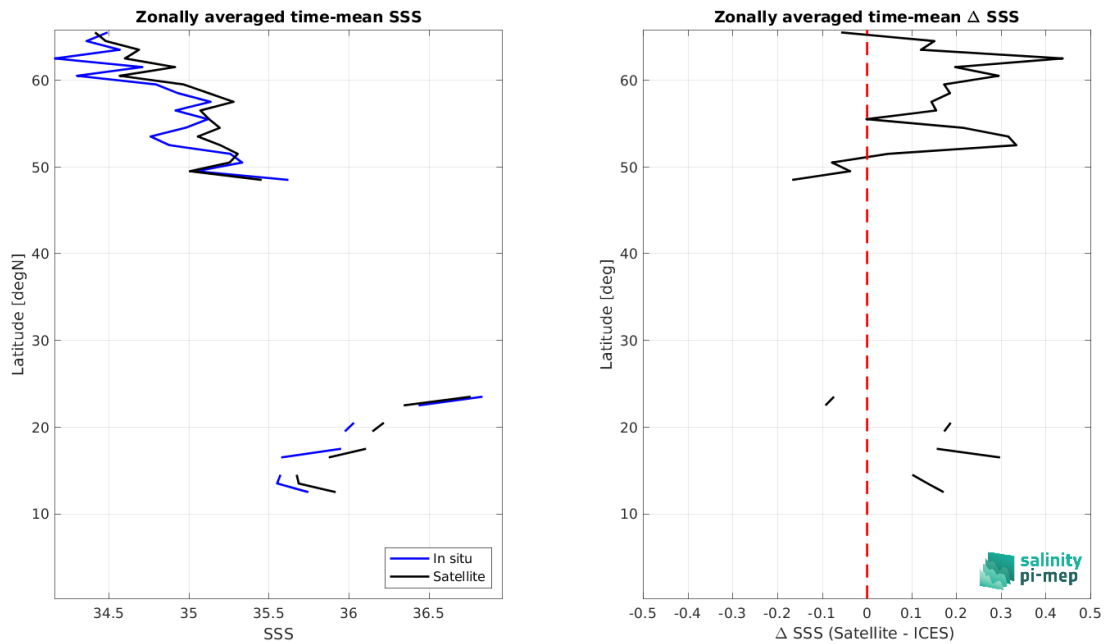 Zonally averaged time-mean SSS
60
50
40
30
20
10
Latitude [degN]
34.5
35
35.5
36
36.5
SSS
In situ
Satellite
Zonally averaged time-mean Δ SSS
60
50
40
30
20
10
Latitude [deg]
-0.5
-0.4
-0.3
-0.2
-0.1
0
0.1
0.2
0.3
0.4
0.5
Δ SSS (Satellite - ICES)
salinity
pi-mep